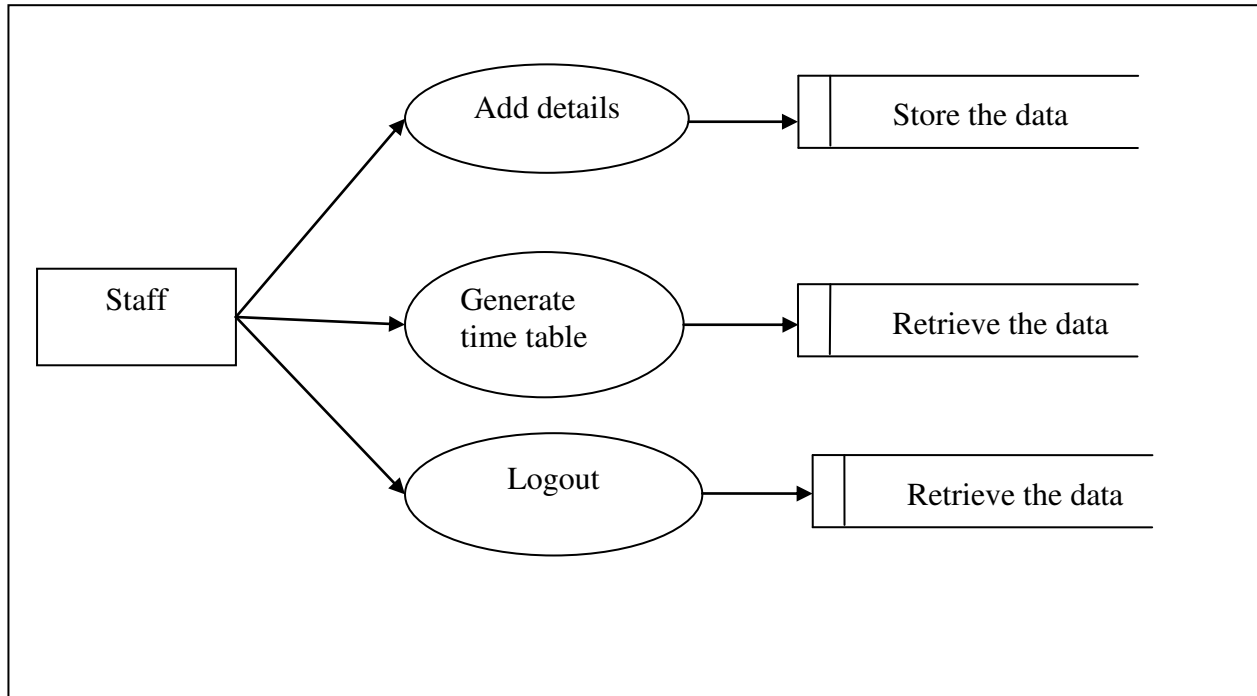 Add details
Store the data
Staff
Generate
time table
Retrieve the data
Logout
Retrieve the data